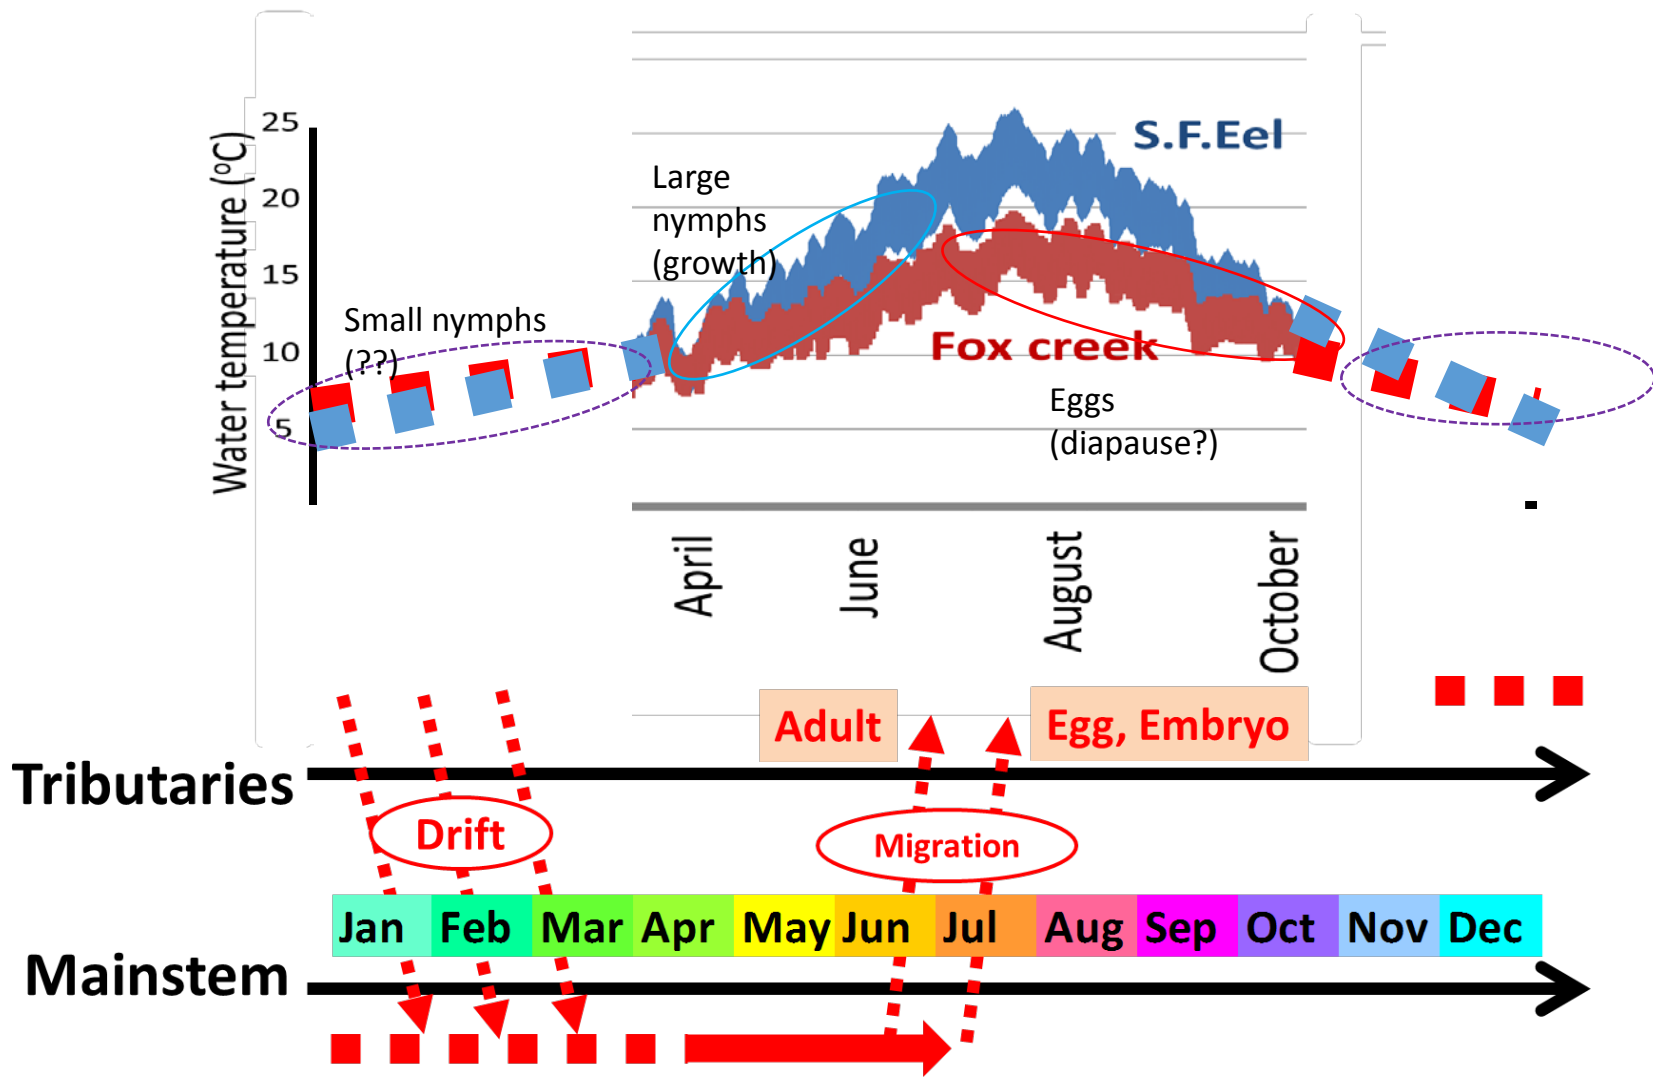 Water temperature (ºC)
25
20
15
10
5
S.F.Eel
Large
nymphs
(growth)
Small nymphs
(??)
Fox creek
Eggs
(diapause?)
April
June
August
October
Adult
Egg, Embryo
Tributaries
Drift
Migration
Jan Feb Mar Apr May Jun Jul Aug Sep Oct Nov Dec
Mainstem